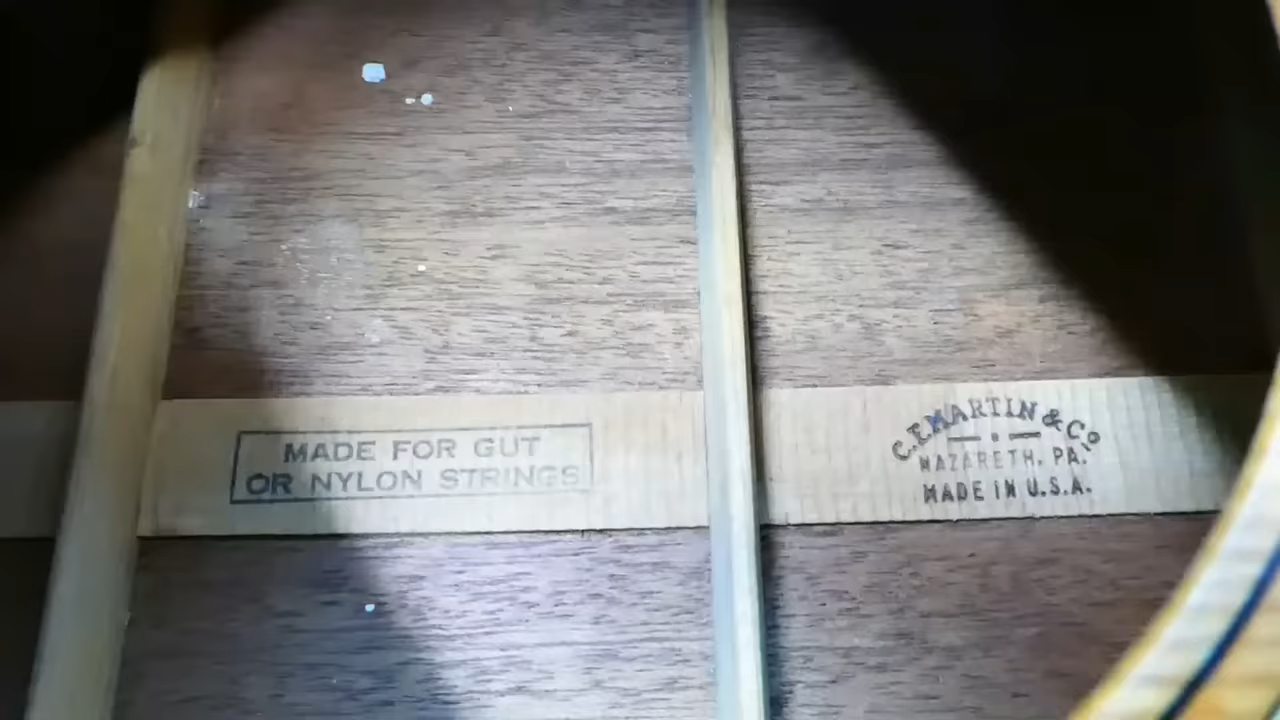 MADE FOR GUT
OR NYLON STRINGS
C.F. MARTIN & Co
NAZARETH, PA.
MADE IN U.S.A.